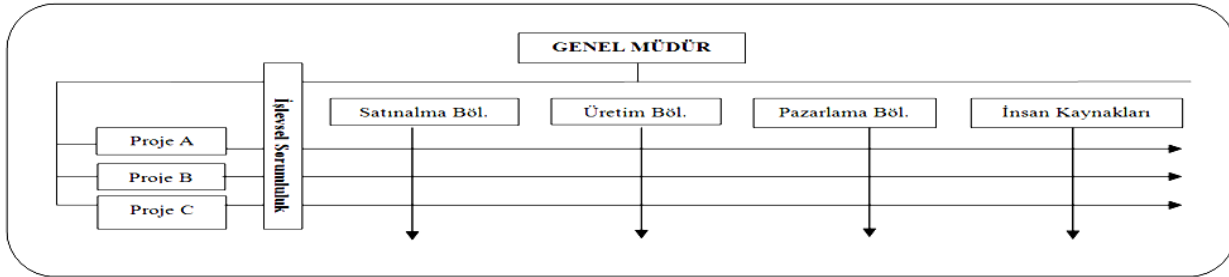 GENEL MÜDÜR
İşlevsel Sorumluluk
Satınalma Böl.
Üretim Böl.
Pazarlama Böl.
İnsan Kaynakları
Proje A
Proje B
Proje C